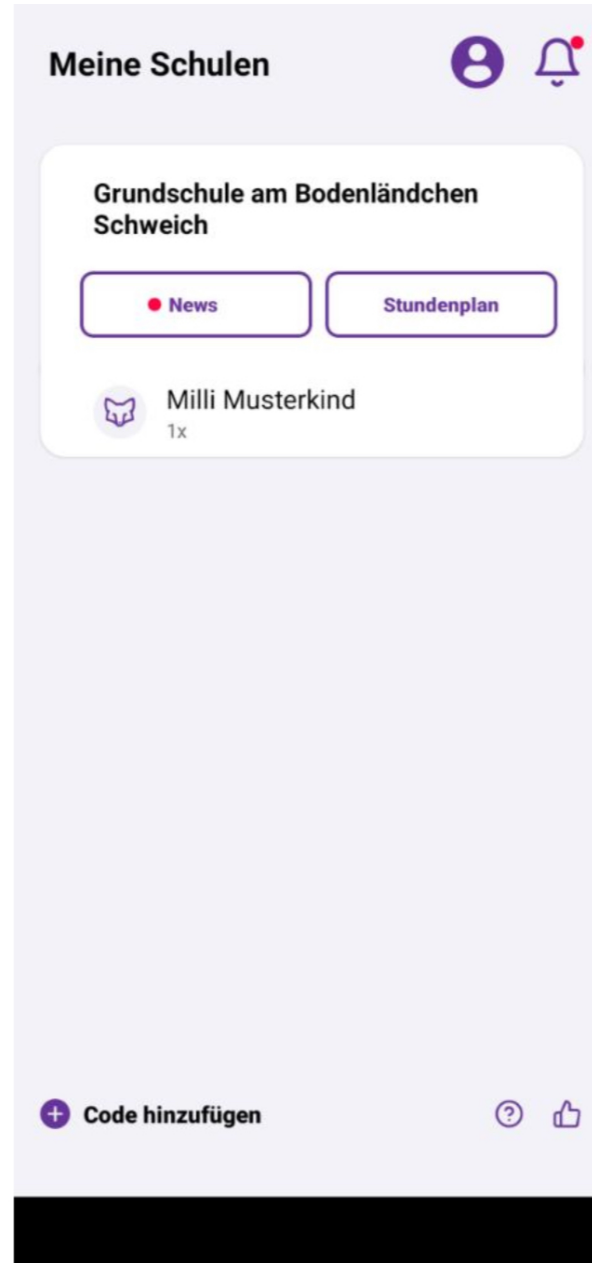 Meine Schulen
Grundschule am Bodenländchen
Schweich
News
Stundenplan
Milli Musterkind
1x
Code hinzufügen